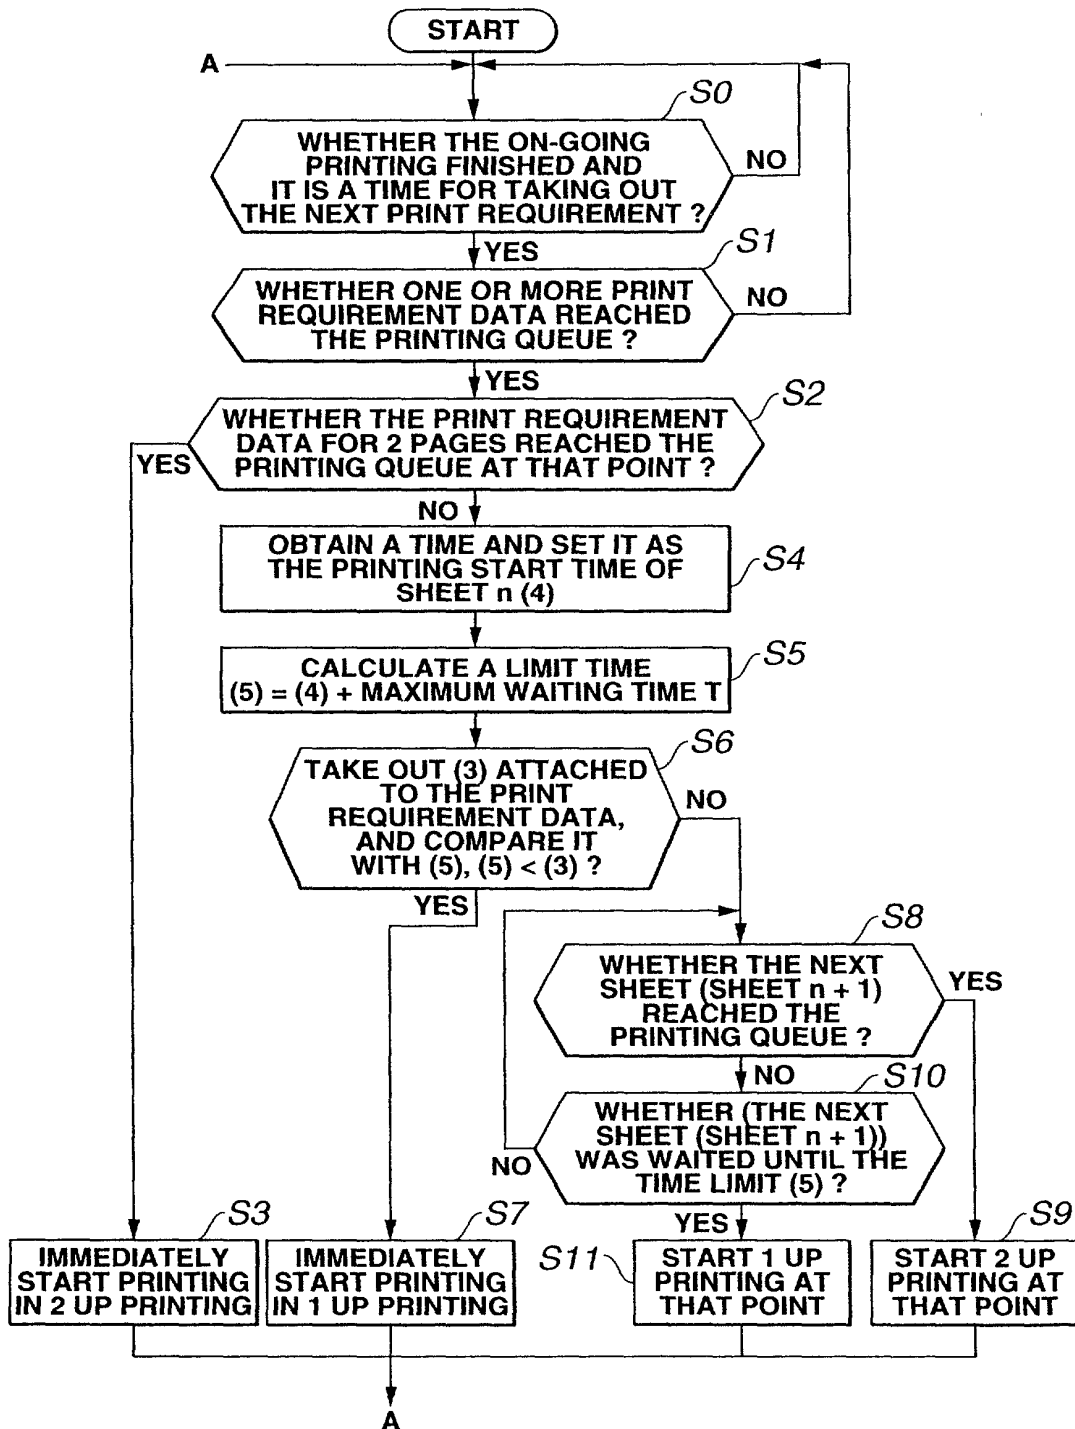 START
A
S0
WHETHER THE ON-GOING
PRINTING FINISHED AND
IT IS A TIME FOR TAKING OUT
THE NEXT PRINT REQUIREMENT ?
NO
YES
S1
WHETHER ONE OR MORE PRINT
REQUIREMENT DATA REACHED
THE PRINTING QUEUE ?
NO
YES
S2
WHETHER THE PRINT REQUIREMENT
DATA FOR 2 PAGES REACHED THE
PRINTING QUEUE AT THAT POINT ?
YES
NO
OBTAIN A TIME AND SET IT AS
THE PRINTING START TIME OF
SHEET n (4)
S4
CALCULATE A LIMIT TIME
(5) = (4) + MAXIMUM WAITING TIME T
S5
S6
TAKE OUT (3) ATTACHED
TO THE PRINT
REQUIREMENT DATA,
AND COMPARE IT
WITH (5), (5) < (3) ?
NO
YES
S8
WHETHER THE NEXT
SHEET (SHEET n + 1)
REACHED THE
PRINTING QUEUE ?
YES
NO
S10
WHETHER (THE NEXT
SHEET (SHEET n + 1))
WAS WAITED UNTIL THE
TIME LIMIT (5) ?
NO
YES
S3
IMMEDIATELY
START PRINTING
IN 2 UP PRINTING
S7
IMMEDIATELY
START PRINTING
IN 1 UP PRINTING
S11
START 1 UP
PRINTING AT
THAT POINT
S9
START 2 UP
PRINTING AT
THAT POINT
A